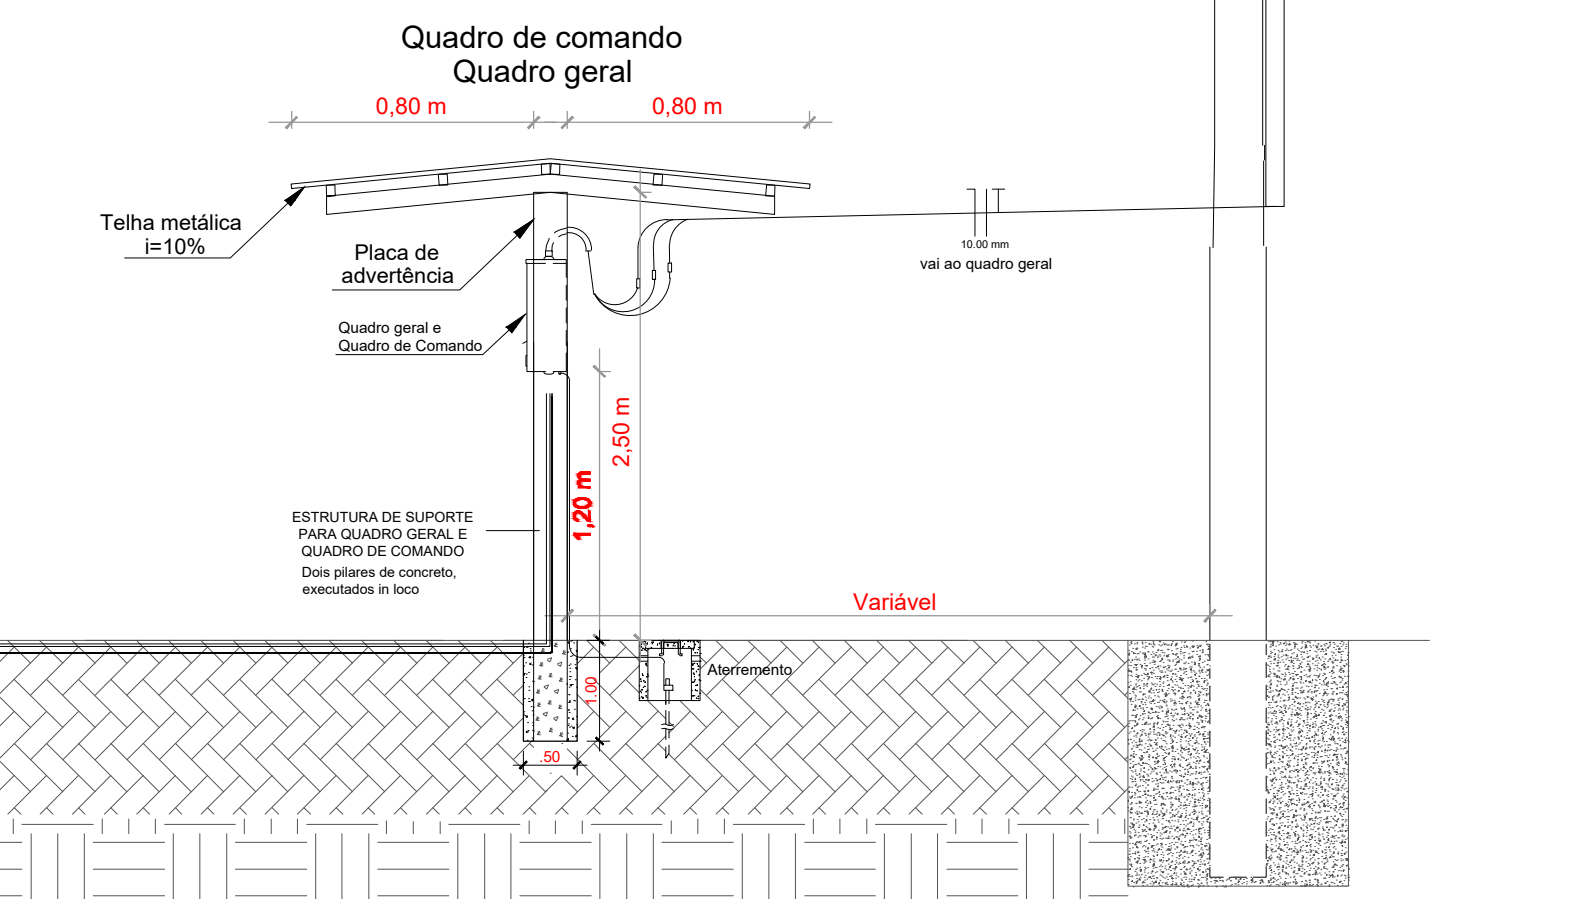 Quadro de comando
Quadro geral
0,80 m
0,80 m
Telha metálica
i=10%
Placa de
advertência
10.00 mm
vai ao quadro geral
Quadro geral e
Quadro de Comando
2,50 m
1,20 m
ESTRUTURA DE SUPORTE
PARA QUADRO GERAL E
QUADRO DE COMANDO
Dois pilares de concreto,
executados in loco
Variável
Aterremento
1.00
.50